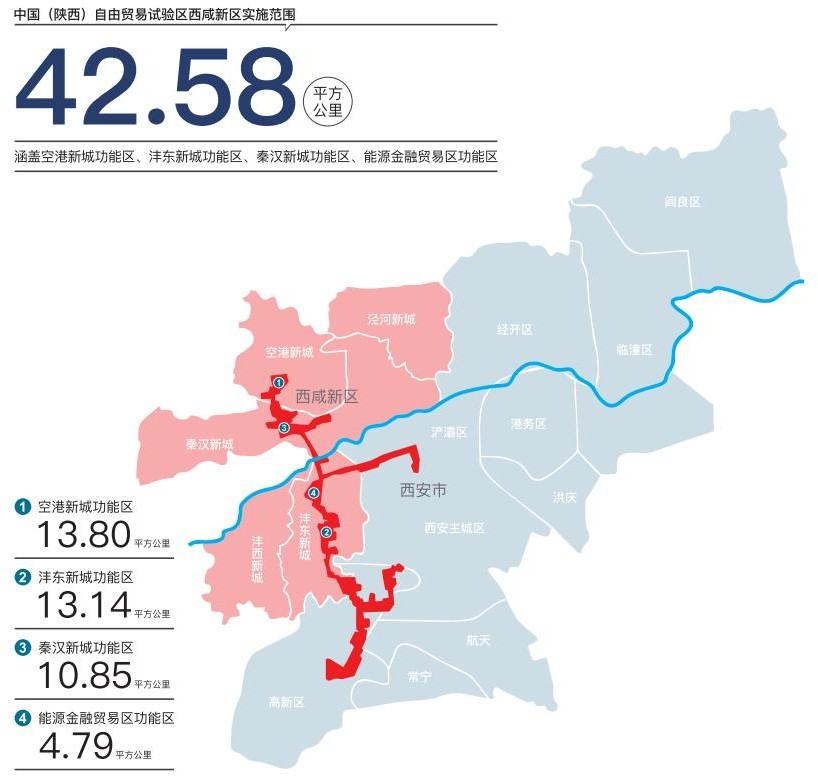 中国（陕西）自由贸易试验区西咸新区实施范围
42.58
平方
公里
涵盖空港新城功能区、沣东新城功能区、秦汉新城功能区、能源金融贸易区功能区
阎良区
泾河新城
经开区
空港新城
临潼区
1
西咸新区
港务区
3
浐灞区
秦汉新城
西安市
4
洪庆
1 空港新城功能区
13.80 平方公里
沣东新城
2
西安主城区
沣西新城
2 沣东新城功能区
13.14 平方公里
3 秦汉新城功能区
10.85 平方公里
航天
常宁
高新区
4 能源金融贸易区功能区
4.79 平方公里